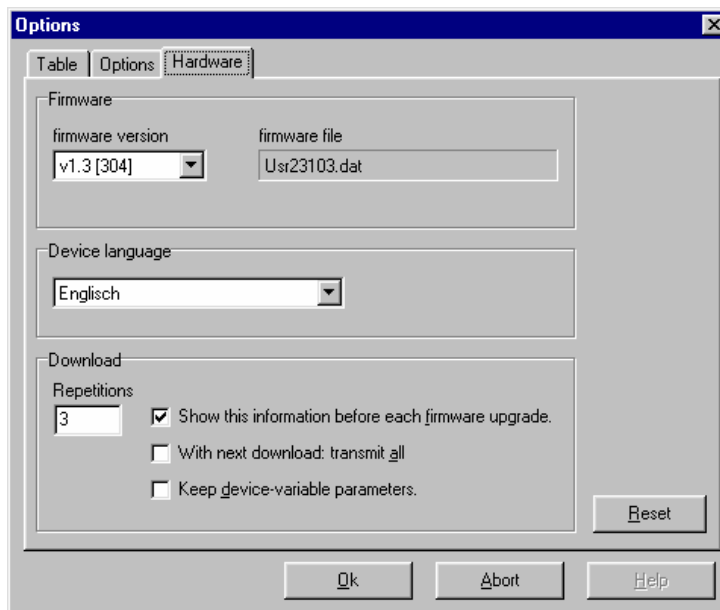 Options
Table Options Hardware
Firmware
firmware version firmware file
v1.3 [304] Usr23103.dat
Device language
Englisch
Download
Repetitions
3 Show this information before each firmware upgrade.
With next download: transmit all
Keep device-variable parameters.
Reset
Ok Abort Help